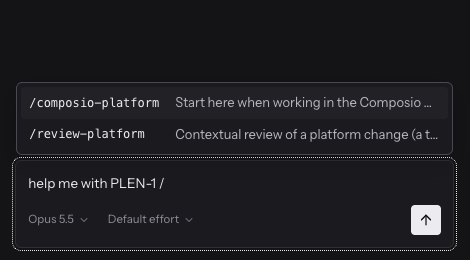 /composio-platform Start here when working in the Composio ...
/review-platform Contextual review of a platform change (a t...
help me with PLEN-1 /
Opus 5.5 Default effort